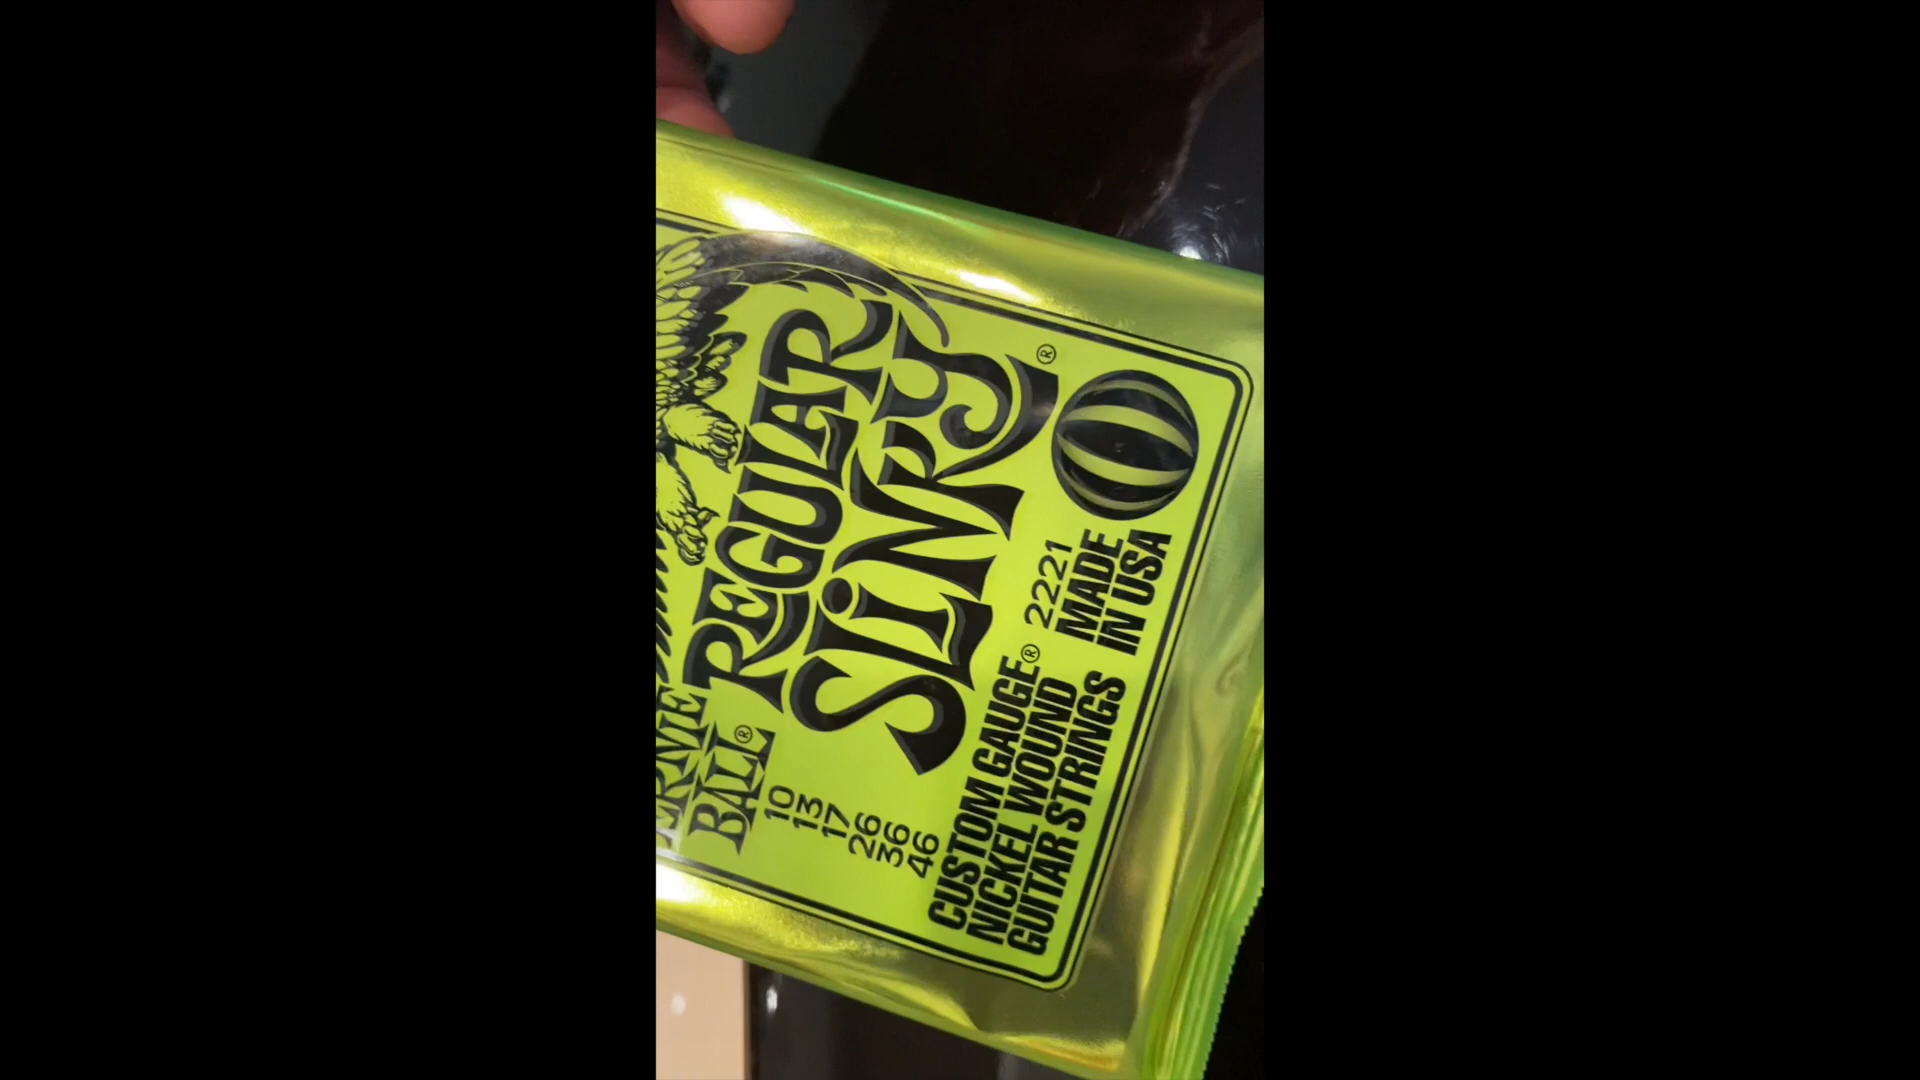 ERNIE
BALL®
REGULAR
SLINKY®
10
13
17
26
36
46
CUSTOM GAUGE® 2221
NICKEL WOUND
GUITAR STRINGS
MADE
IN USA